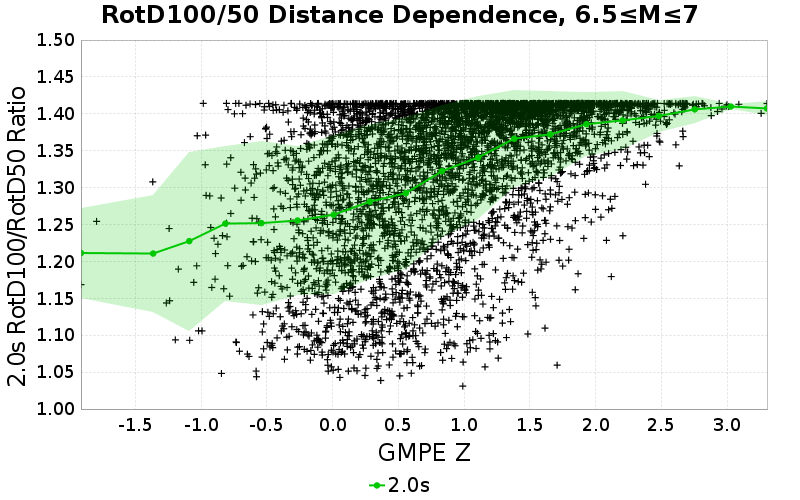 RotD100/50 Distance Dependence, 6.5≤M≤7
1.50
1.45
1.40
1.35
1.30
1.25
1.20
1.15
1.10
1.05
1.00
2.0s RotD100/RotD50 Ratio
-1.5 -1.0 -0.5 0.0 0.5 1.0 1.5 2.0 2.5 3.0
GMPE Z
2.0s